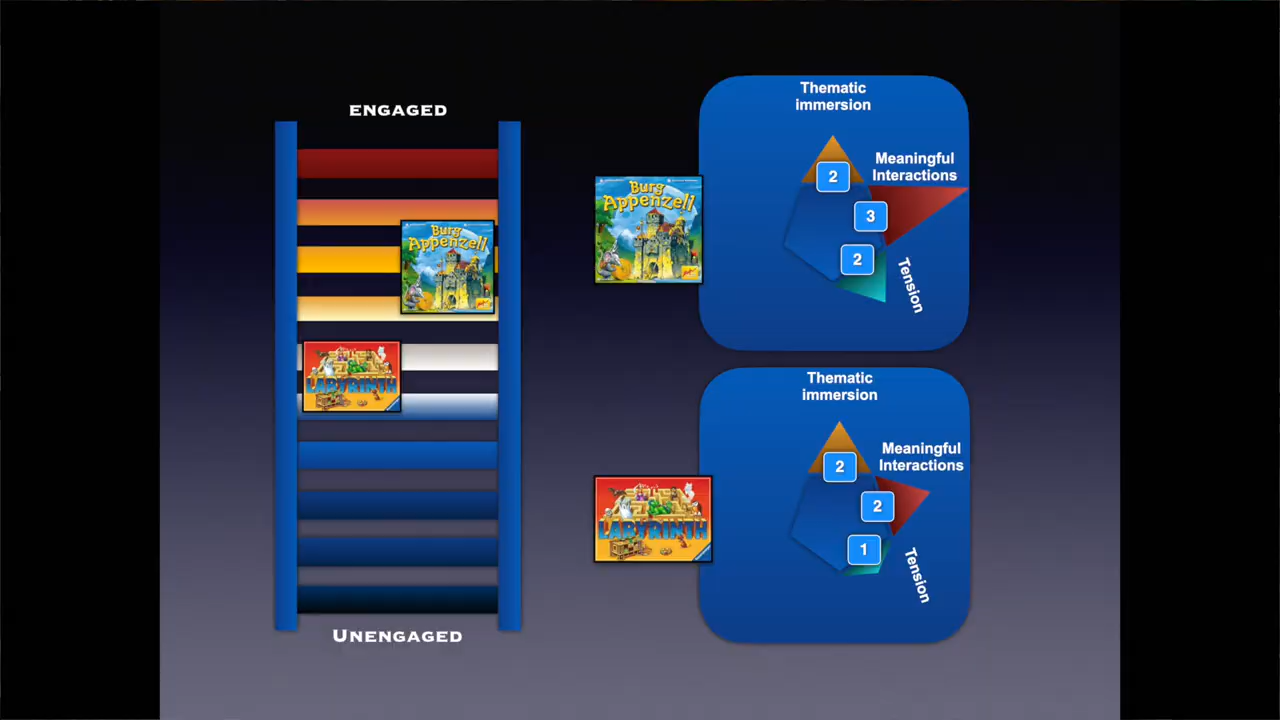 ENGAGED
Burg
Appenzell
LABYRINTH
UNENGAGED
Burg
Appenzell
Thematic
immersion
Meaningful
Interactions
2
3
2
Tension
LABYRINTH
Thematic
immersion
Meaningful
Interactions
2
2
1
Tension